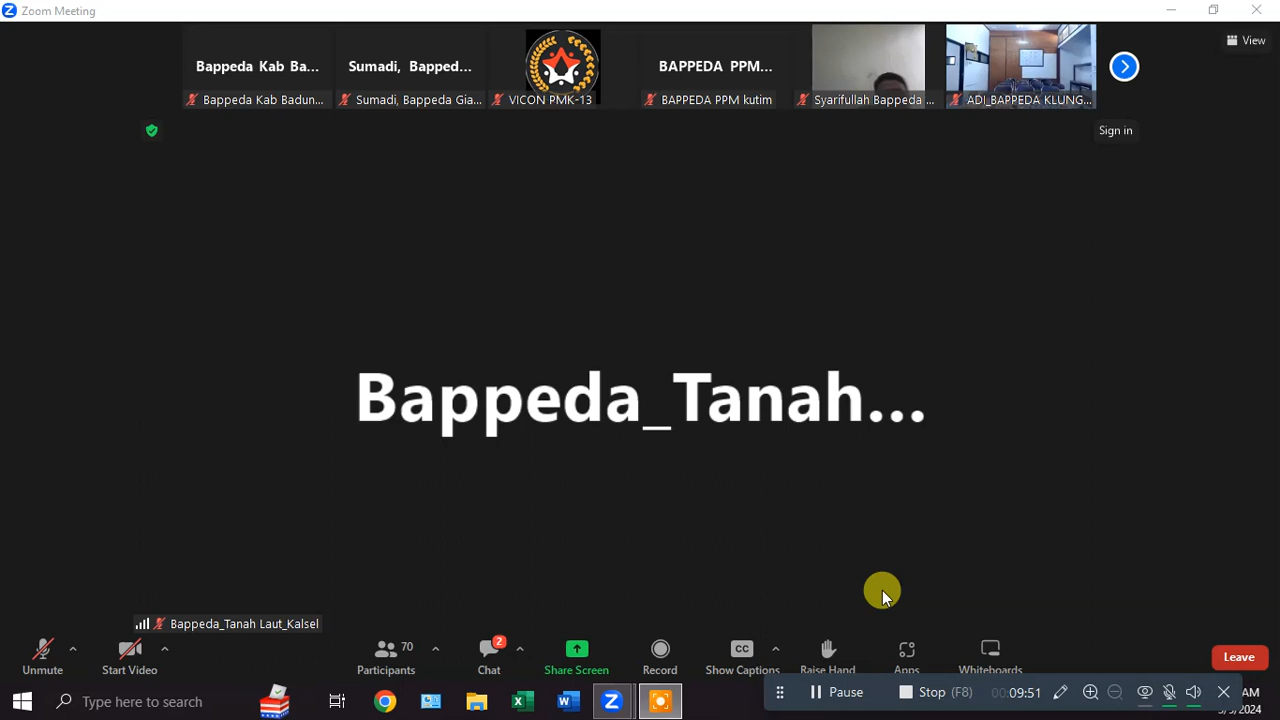 Zoom Meeting
View
Bappeda Kab Ba...
Sumadi, Bapped...
BAPPEDA PPM...
Bappeda Kab Badun...
Sumadi, Bappeda Gia...
VICON PMK-13
BAPPEDA PPM kutim
Syarifullah Bappeda ...
ADI_BAPPEDA KLUNG...
Sign in
Bappeda_Tanah...
Bappeda_Tanah Laut_Kalsel
Unmute
Start Video
70
Participants
2
Chat
Share Screen
Record
CC
Show Captions
Raise Hand
Apps
Whiteboards
Leave
Type here to search
Pause
Stop (F8)
00:09:51
AM